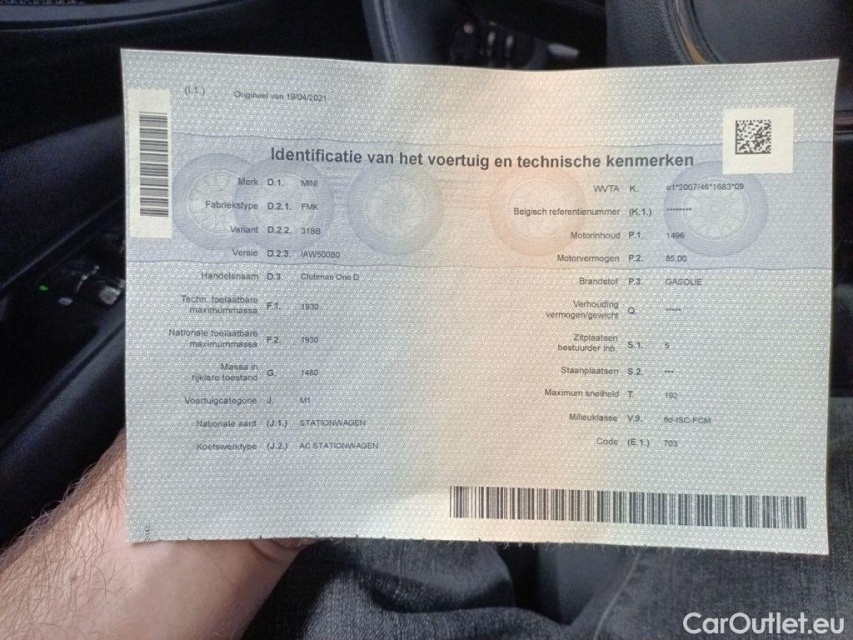 (I.1.) Origineel van 19/04/2021
Identificatie van het voertuig en technische kenmerken
Merk D.1. MINI
Fabriekstype D.2.1. FMK
Variant D.2.2. 31BB
Versie D.2.3. IAW50080
Handelsnaam D.3. Clubman One D
Techn. toelaatbare
maximummassa F.1. 1930
Nationale toelaatbare
maximummassa F.2. 1930
Massa in
rijklare toestand G. 1480
Voertuigcategorie J. M1
Nationale aard (J.1.) STATIONWAGEN
Koetswerktype (J.2.) AC STATIONWAGEN
WVTA K. e1*2007/46*1683*09
Belgisch referentienummer (K.1.) ********
Motorinhoud P.1. 1496
Motorvermogen P.2. 85,00
Brandstof P.3. GASOLIE
Verhouding
vermogen/gewicht Q. *****
Zitplaatsen
bestuurder inb. S.1. 5
Staanplaatsen S.2. ***
Maximum snelheid T. 192
Milieuklasse V.9. 6d-ISC-FCM
Code (E.1.) 703
CarOutlet.eu